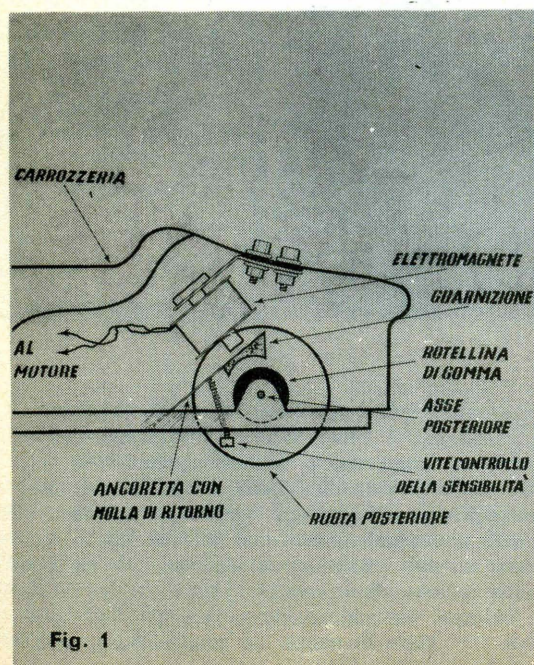 CARROZZERIA
ELETTROMAGNETE
GUARNIZIONE
AL
MOTORE
ROTELLINA
DI GOMMA
ASSE
POSTERIORE
VITE CONTROLLO
DELLA SENSIBILITÀ
ANCORETTA CON
MOLLA DI RITORNO
RUOTA POSTERIORE
Fig. 1